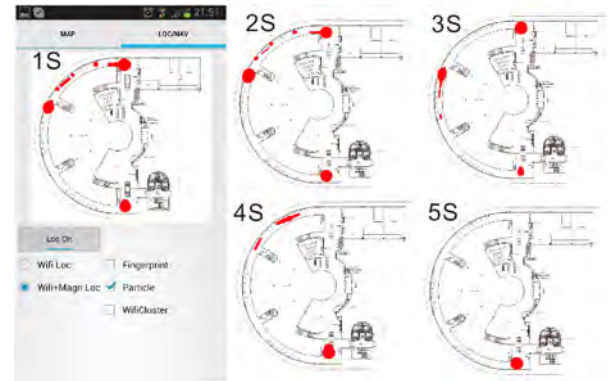 21:51
MAP LOC/NAV
1S
2S
3S
Loc On
Wifi Loc Fingerprint
Wifi+Magn Loc Particle
WifiCluster
4S
5S